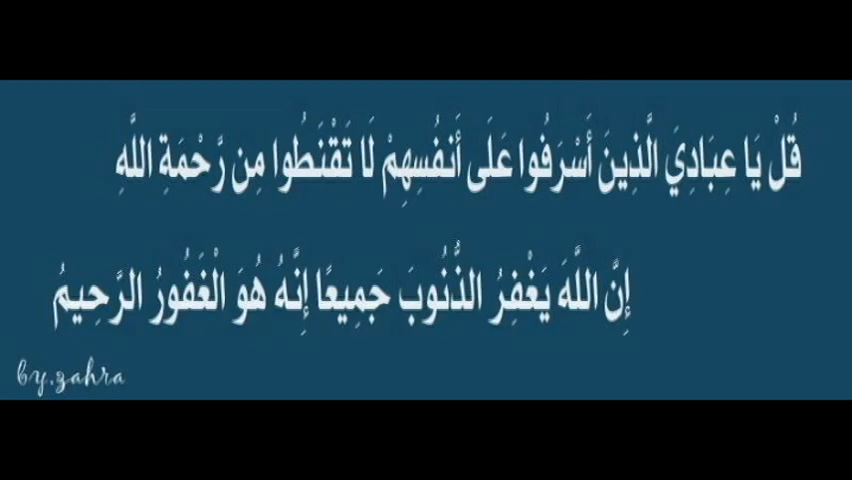 قُلْ يَا عِبَادِيَ الَّذِينَ أَسْرَفُوا عَلَى أَنفُسِهِمْ لَا تَقْنَطُوا مِن رَّحْمَةِ اللَّهِ
إِنَّ اللَّهَ يَغْفِرُ الذُّنُوبَ جَمِيعًا إِنَّهُ هُوَ الْغَفُورُ الرَّحِيمُ
by.zahra